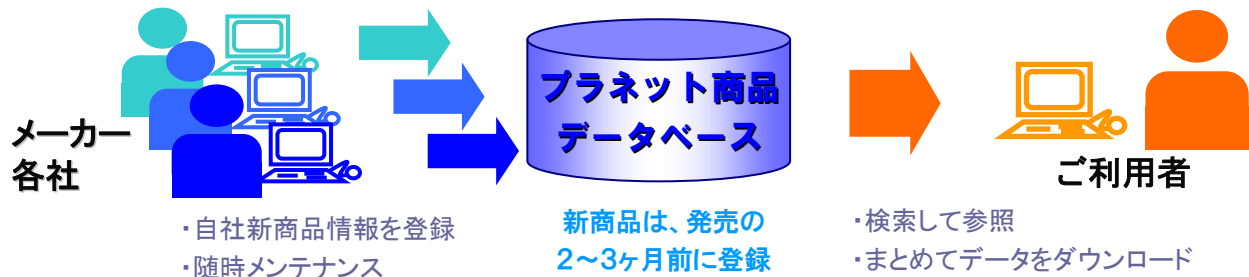 メーカー
各社
・自社新商品情報を登録
・随時メンテナンス
プラネット商品
データベース
新商品は、発売の
2～3ヶ月前に登録
ご利用者
・検索して参照
・まとめてデータをダウンロード